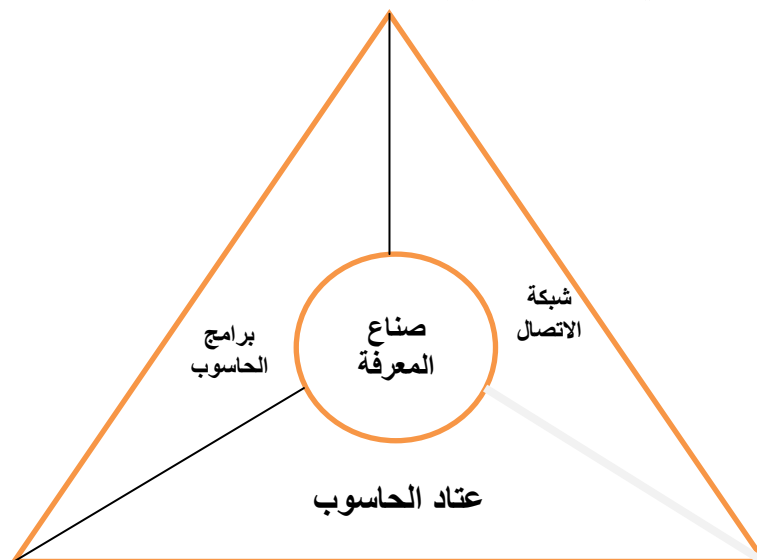 شبكة
الاتصال
صناع
المعرفة
برامج
الحاسوب
عتاد الحاسوب